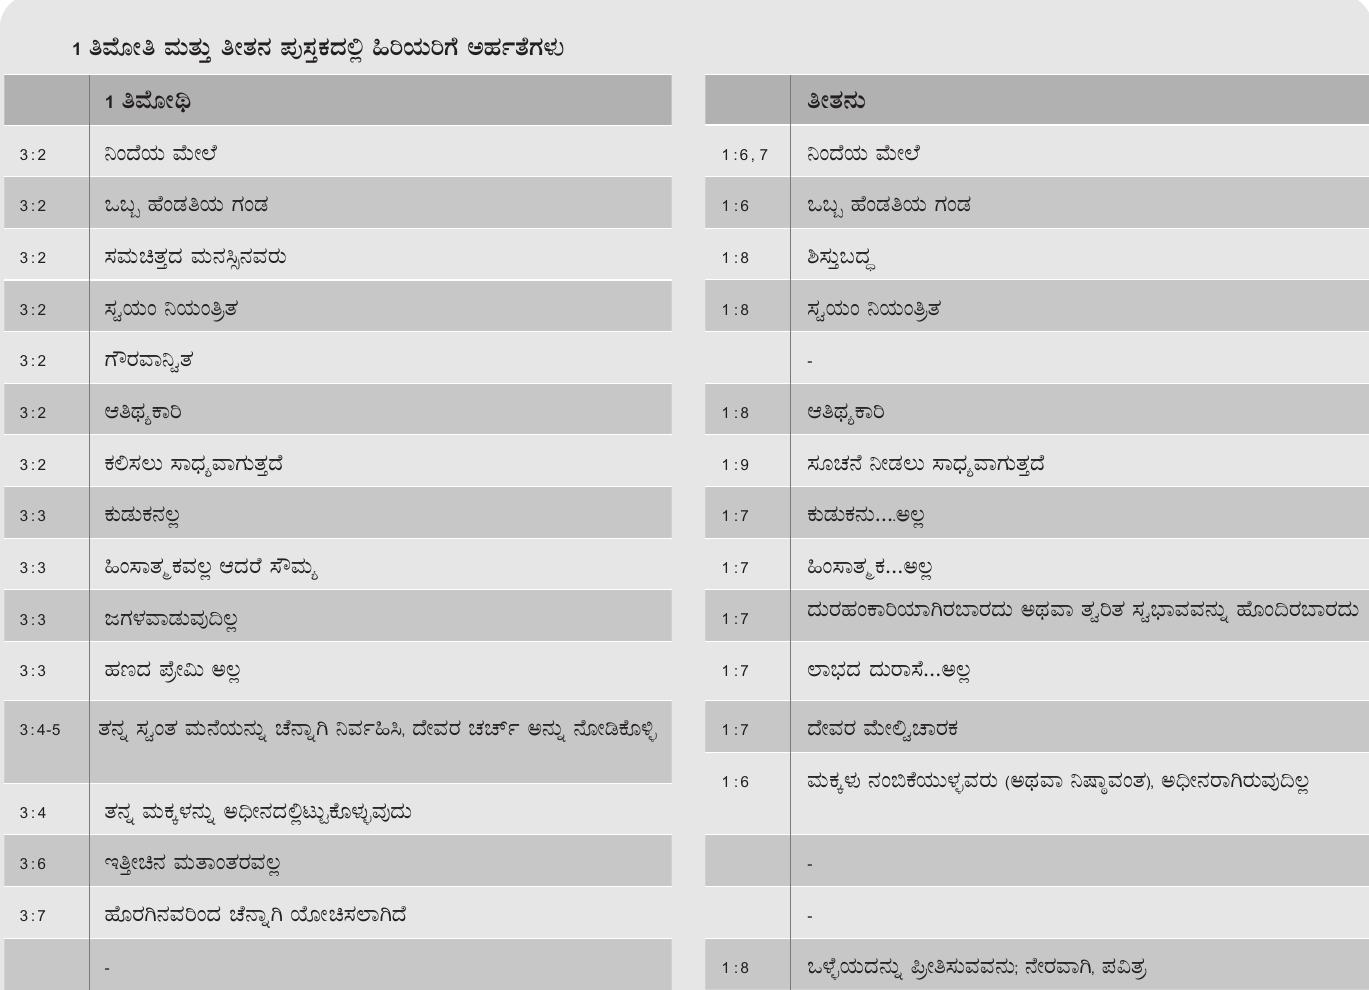 1 ತಿಮೋತಿ ಮತ್ತು ತೀತನ ಪುಸ್ತಕದಲ್ಲಿ ಹಿರಿಯರಿಗೆ ಅರ್ಹತೆಗಳು
1 ತಿಮೋಥಿ ತೀತನು
3:2 ನಿಂದೆಯ ಮೇಲೆ 1:6, 7 ನಿಂದೆಯ ಮೇಲೆ
3:2 ಒಬ್ಬ ಹೆಂಡತಿಯ ಗಂಡ 1:6 ಒಬ್ಬ ಹೆಂಡತಿಯ ಗಂಡ
3:2 ಸಮಚಿತ್ತದ ಮನಸ್ಸಿನವರು 1:8 ಶಿಸ್ತುಬದ್ಧ
3:2 ಸ್ವಯಂ ನಿಯಂತ್ರಿತ 1:8 ಸ್ವಯಂ ನಿಯಂತ್ರಿತ
3:2 ಗೌರವಾನ್ವಿತ -
3:2 ಆತಿಥ್ಯಕಾರಿ 1:8 ಆತಿಥ್ಯಕಾರಿ
3:2 ಕಲಿಸಲು ಸಾಧ್ಯವಾಗುತ್ತದೆ 1:9 ಸೂಚನೆ ನೀಡಲು ಸಾಧ್ಯವಾಗುತ್ತದೆ
3:3 ಕುಡುಕನಲ್ಲ 1:7 ಕುಡುಕನು....ಅಲ್ಲ
3:3 ಹಿಂಸಾತ್ಮಕವಲ್ಲ ಆದರೆ ಸೌಮ್ಯ 1:7 ಹಿಂಸಾತ್ಮಕ...ಅಲ್ಲ
3:3 ಜಗಳವಾಡುವುದಿಲ್ಲ 1:7 ದುರಹಂಕಾರಿಯಾಗಿರಬಾರದು ಅಥವಾ ತ್ವರಿತ ಸ್ವಭಾವವನ್ನು ಹೊಂದಿರಬಾರದು
3:3 ಹಣದ ಪ್ರೇಮಿ ಅಲ್ಲ 1:7 ಲಾಭದ ದುರಾಸೆ...ಅಲ್ಲ
3:4-5 ತನ್ನ ಸ್ವಂತ ಮನೆಯನ್ನು ಚೆನ್ನಾಗಿ ನಿರ್ವಹಿಸಿ, ದೇವರ ಚರ್ಚ್ ಅನ್ನು ನೋಡಿಕೊಳ್ಳಿ 1:7 ದೇವರ ಮೇಲ್ವಿಚಾರಕ
3:4 ತನ್ನ ಮಕ್ಕಳನ್ನು ಅಧೀನದಲ್ಲಿಟ್ಟುಕೊಳ್ಳುವುದು 1:6 ಮಕ್ಕಳು ನಂಬಿಕೆಯುಳ್ಳವರು (ಅಥವಾ ನಿಷ್ಠಾವಂತ), ಅಧೀನರಾಗಿರುವುದಿಲ್ಲ
3:6 ಇತ್ತೀಚಿನ ಮತಾಂತರವಲ್ಲ -
3:7 ಹೊರಗಿನವರಿಂದ ಚೆನ್ನಾಗಿ ಯೋಚಿಸಲಾಗಿದೆ -
- 1:8 ಒಳ್ಳೆಯದನ್ನು ಪ್ರೀತಿಸುವವನು; ನೇರವಾಗಿ, ಪವಿತ್ರ